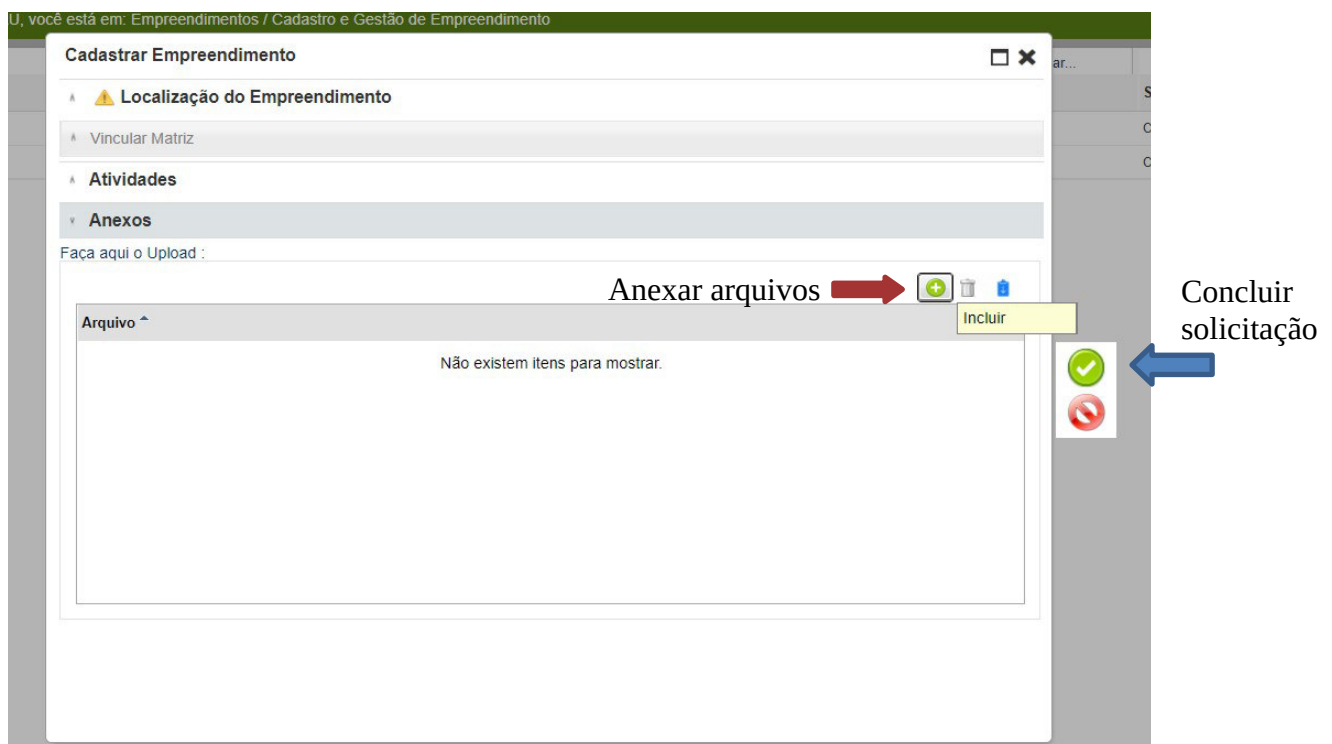 U, você está em: Empreendimentos / Cadastro e Gestão de Empreendimento
Cadastrar Empreendimento
ar...
Localização do Empreendimento
S
Vincular Matriz
C
Atividades
C
Anexos
Faça aqui o Upload :
Anexar arquivos
Concluir
solicitação
Arquivo
Incluir
Não existem itens para mostrar.